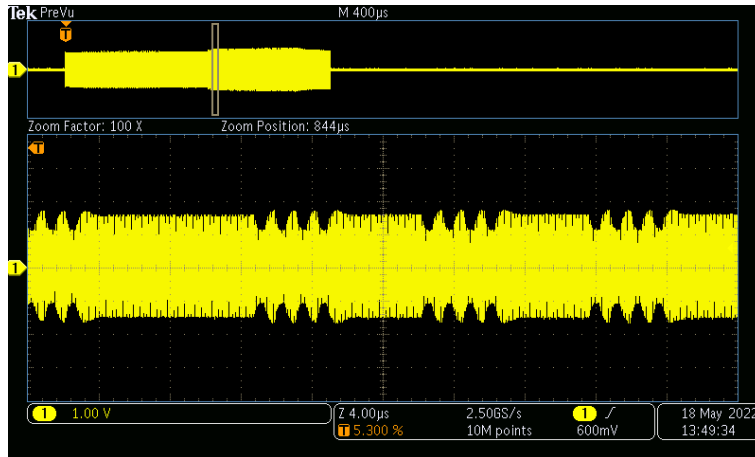 Tek PreVu M 400µs
T
1
Zoom Factor: 100 X Zoom Position: 844µs
T
1
1 1.00 V Z 4.00µs 2.50GS/s 1 18 May 2022
T 5.300 % 10M points 600mV 13:49:34